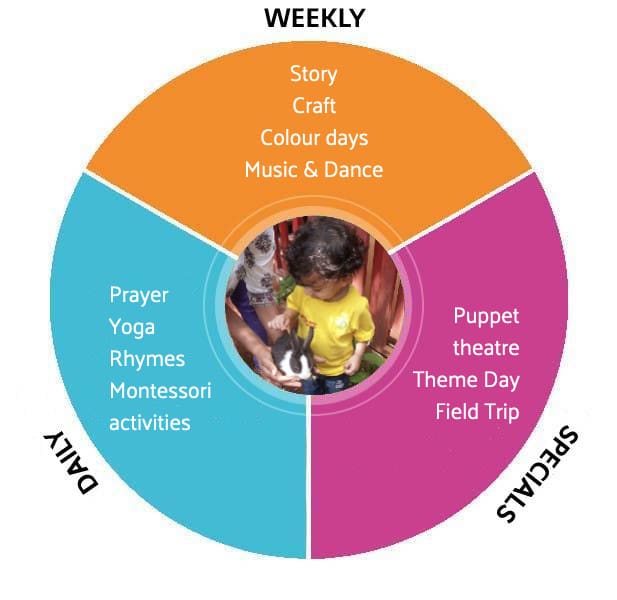 WEEKLY
Story
Craft
Colour days
Music & Dance
Prayer
Yoga
Rhymes
Montessori
activities
DAILY
Puppet
theatre
Theme Day
Field Trip
SPECIALS